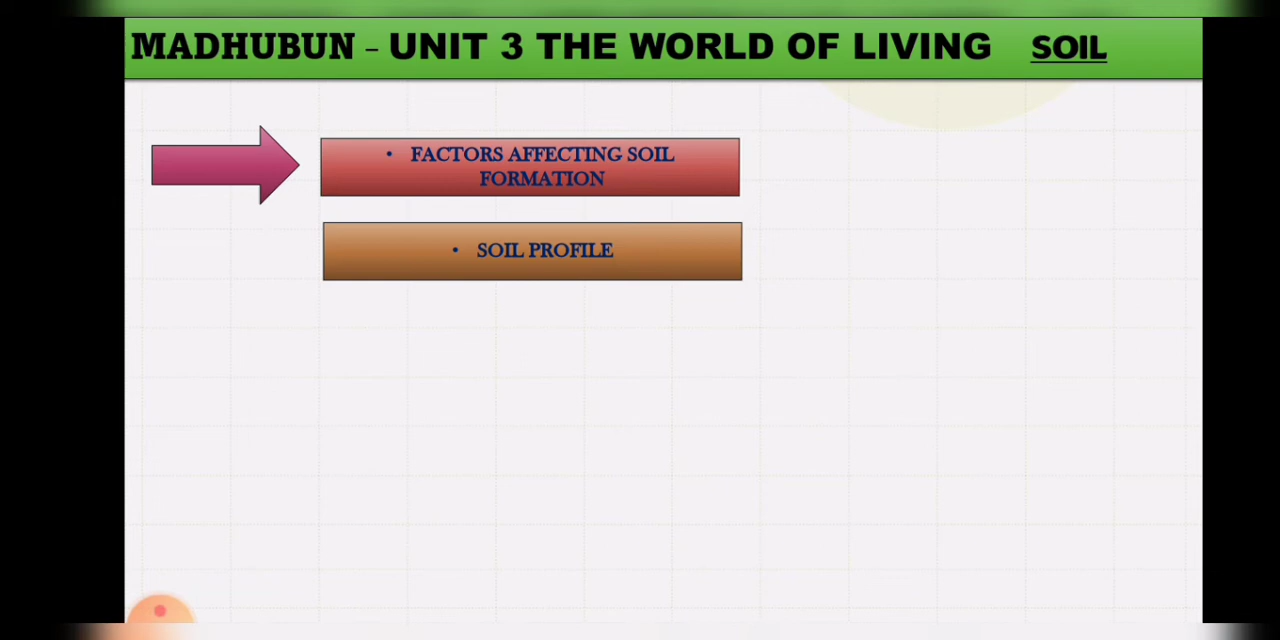 MADHUBUN – UNIT 3 THE WORLD OF LIVING SOIL
• FACTORS AFFECTING SOIL
FORMATION
• SOIL PROFILE